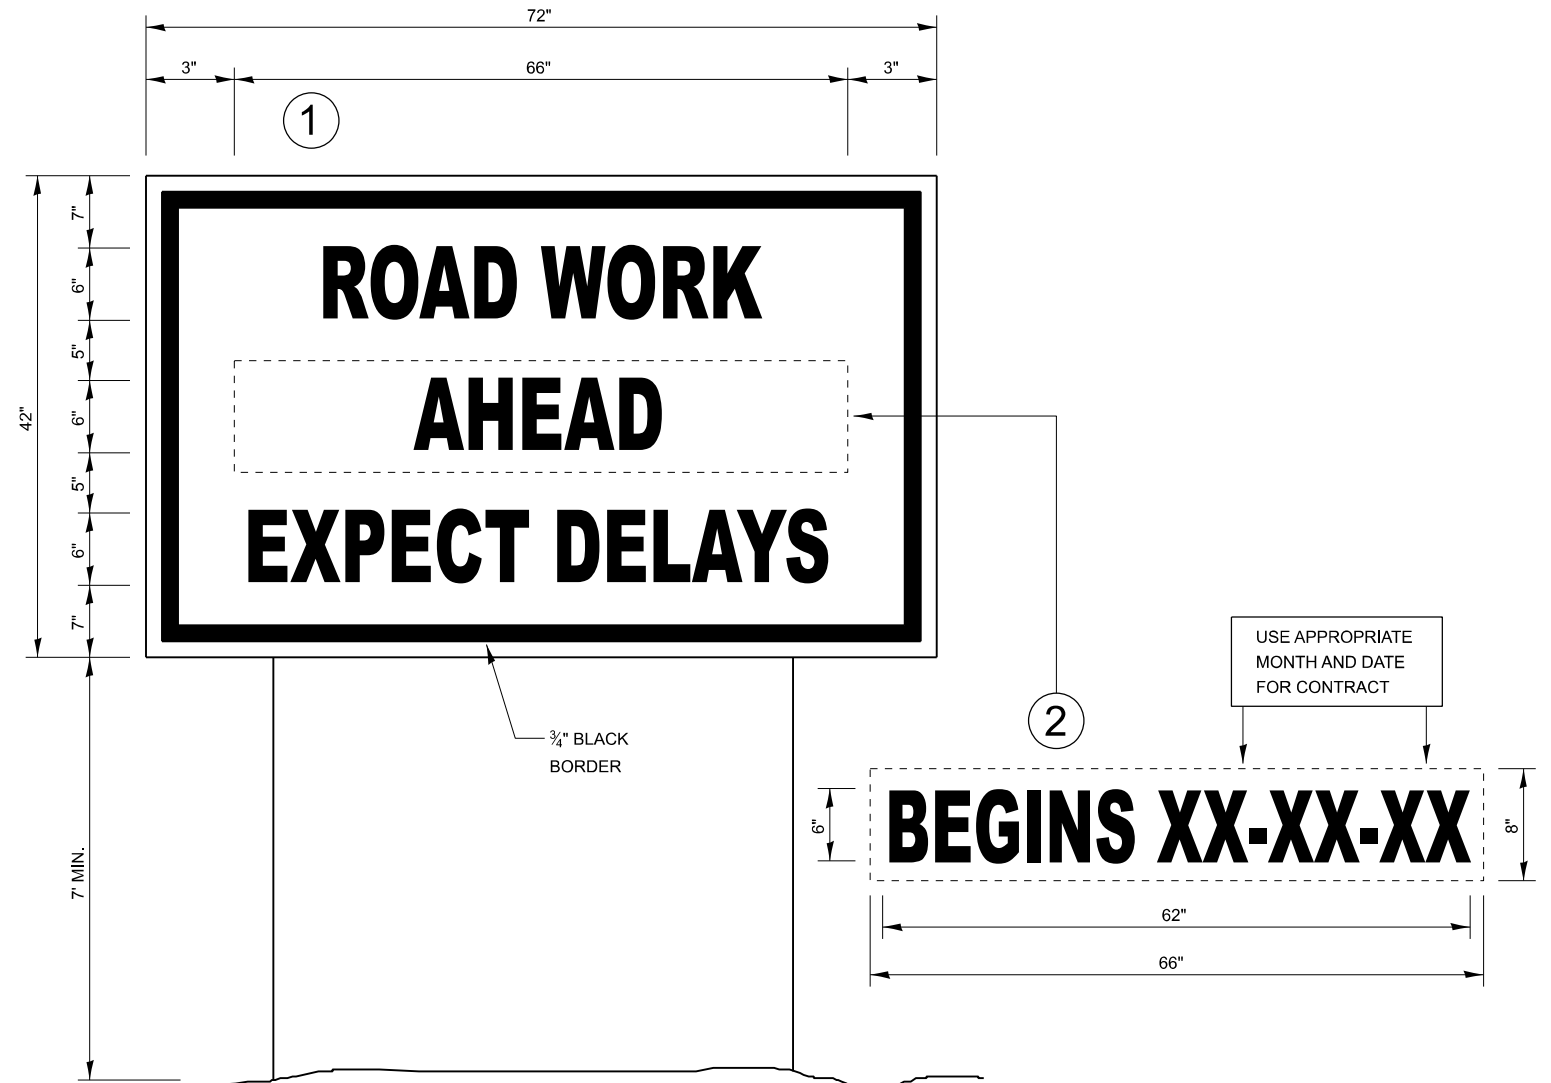 72"
3" 66" 3"
1
7"
6"
5"
6"
5"
6"
7"
42"
ROAD WORK
AHEAD
EXPECT DELAYS
¾" BLACK
BORDER
7' MIN.
2
USE APPROPRIATE
MONTH AND DATE
FOR CONTRACT
6"
BEGINS XX-XX-XX
8"
62"
66"